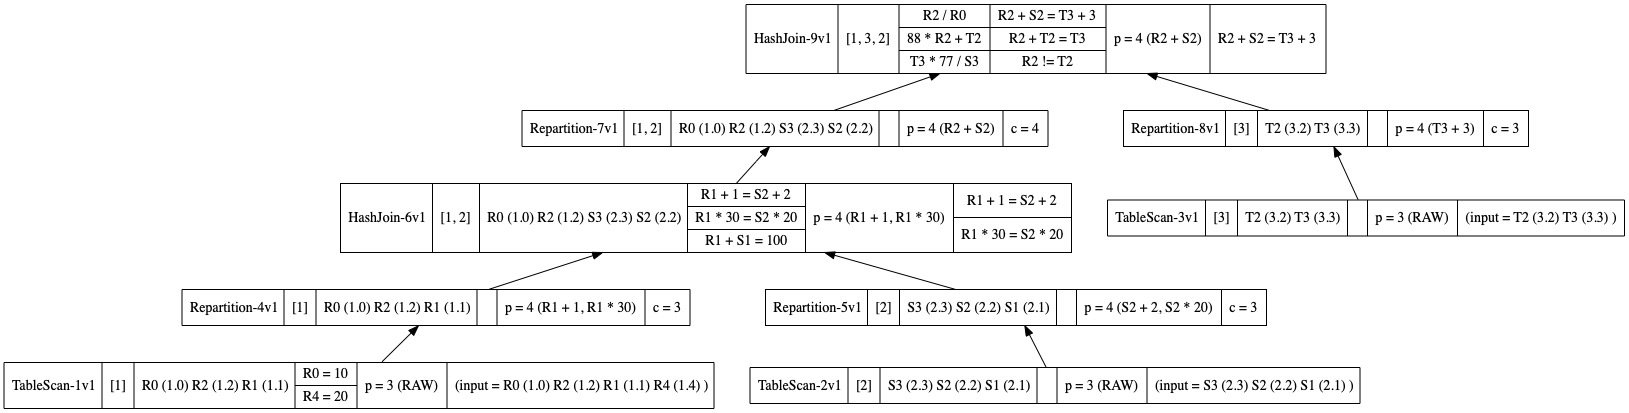 HashJoin-9v1 [1, 3, 2] R2 / R0 R2 + S2 = T3 + 3 p = 4 (R2 + S2) R2 + S2 = T3 + 3
88 * R2 + T2 R2 + T2 = T3
T3 * 77 / S3 R2 != T2
Repartition-7v1 [1, 2] R0 (1.0) R2 (1.2) S3 (2.3) S2 (2.2) p = 4 (R2 + S2) c = 4
Repartition-8v1 [3] T2 (3.2) T3 (3.3) p = 4 (T3 + 3) c = 3
HashJoin-6v1 [1, 2] R0 (1.0) R2 (1.2) S3 (2.3) S2 (2.2) R1 + 1 = S2 + 2 p = 4 (R1 + 1, R1 * 30) R1 + 1 = S2 + 2
R1 * 30 = S2 * 20 R1 * 30 = S2 * 20
R1 + S1 = 100
TableScan-3v1 [3] T2 (3.2) T3 (3.3) p = 3 (RAW) (input = T2 (3.2) T3 (3.3) )
Repartition-4v1 [1] R0 (1.0) R2 (1.2) R1 (1.1) p = 4 (R1 + 1, R1 * 30) c = 3
Repartition-5v1 [2] S3 (2.3) S2 (2.2) S1 (2.1) p = 4 (S2 + 2, S2 * 20) c = 3
TableScan-1v1 [1] R0 (1.0) R2 (1.2) R1 (1.1) R0 = 10 p = 3 (RAW) (input = R0 (1.0) R2 (1.2) R1 (1.1) R4 (1.4) )
R4 = 20
TableScan-2v1 [2] S3 (2.3) S2 (2.2) S1 (2.1) p = 3 (RAW) (input = S3 (2.3) S2 (2.2) S1 (2.1) )